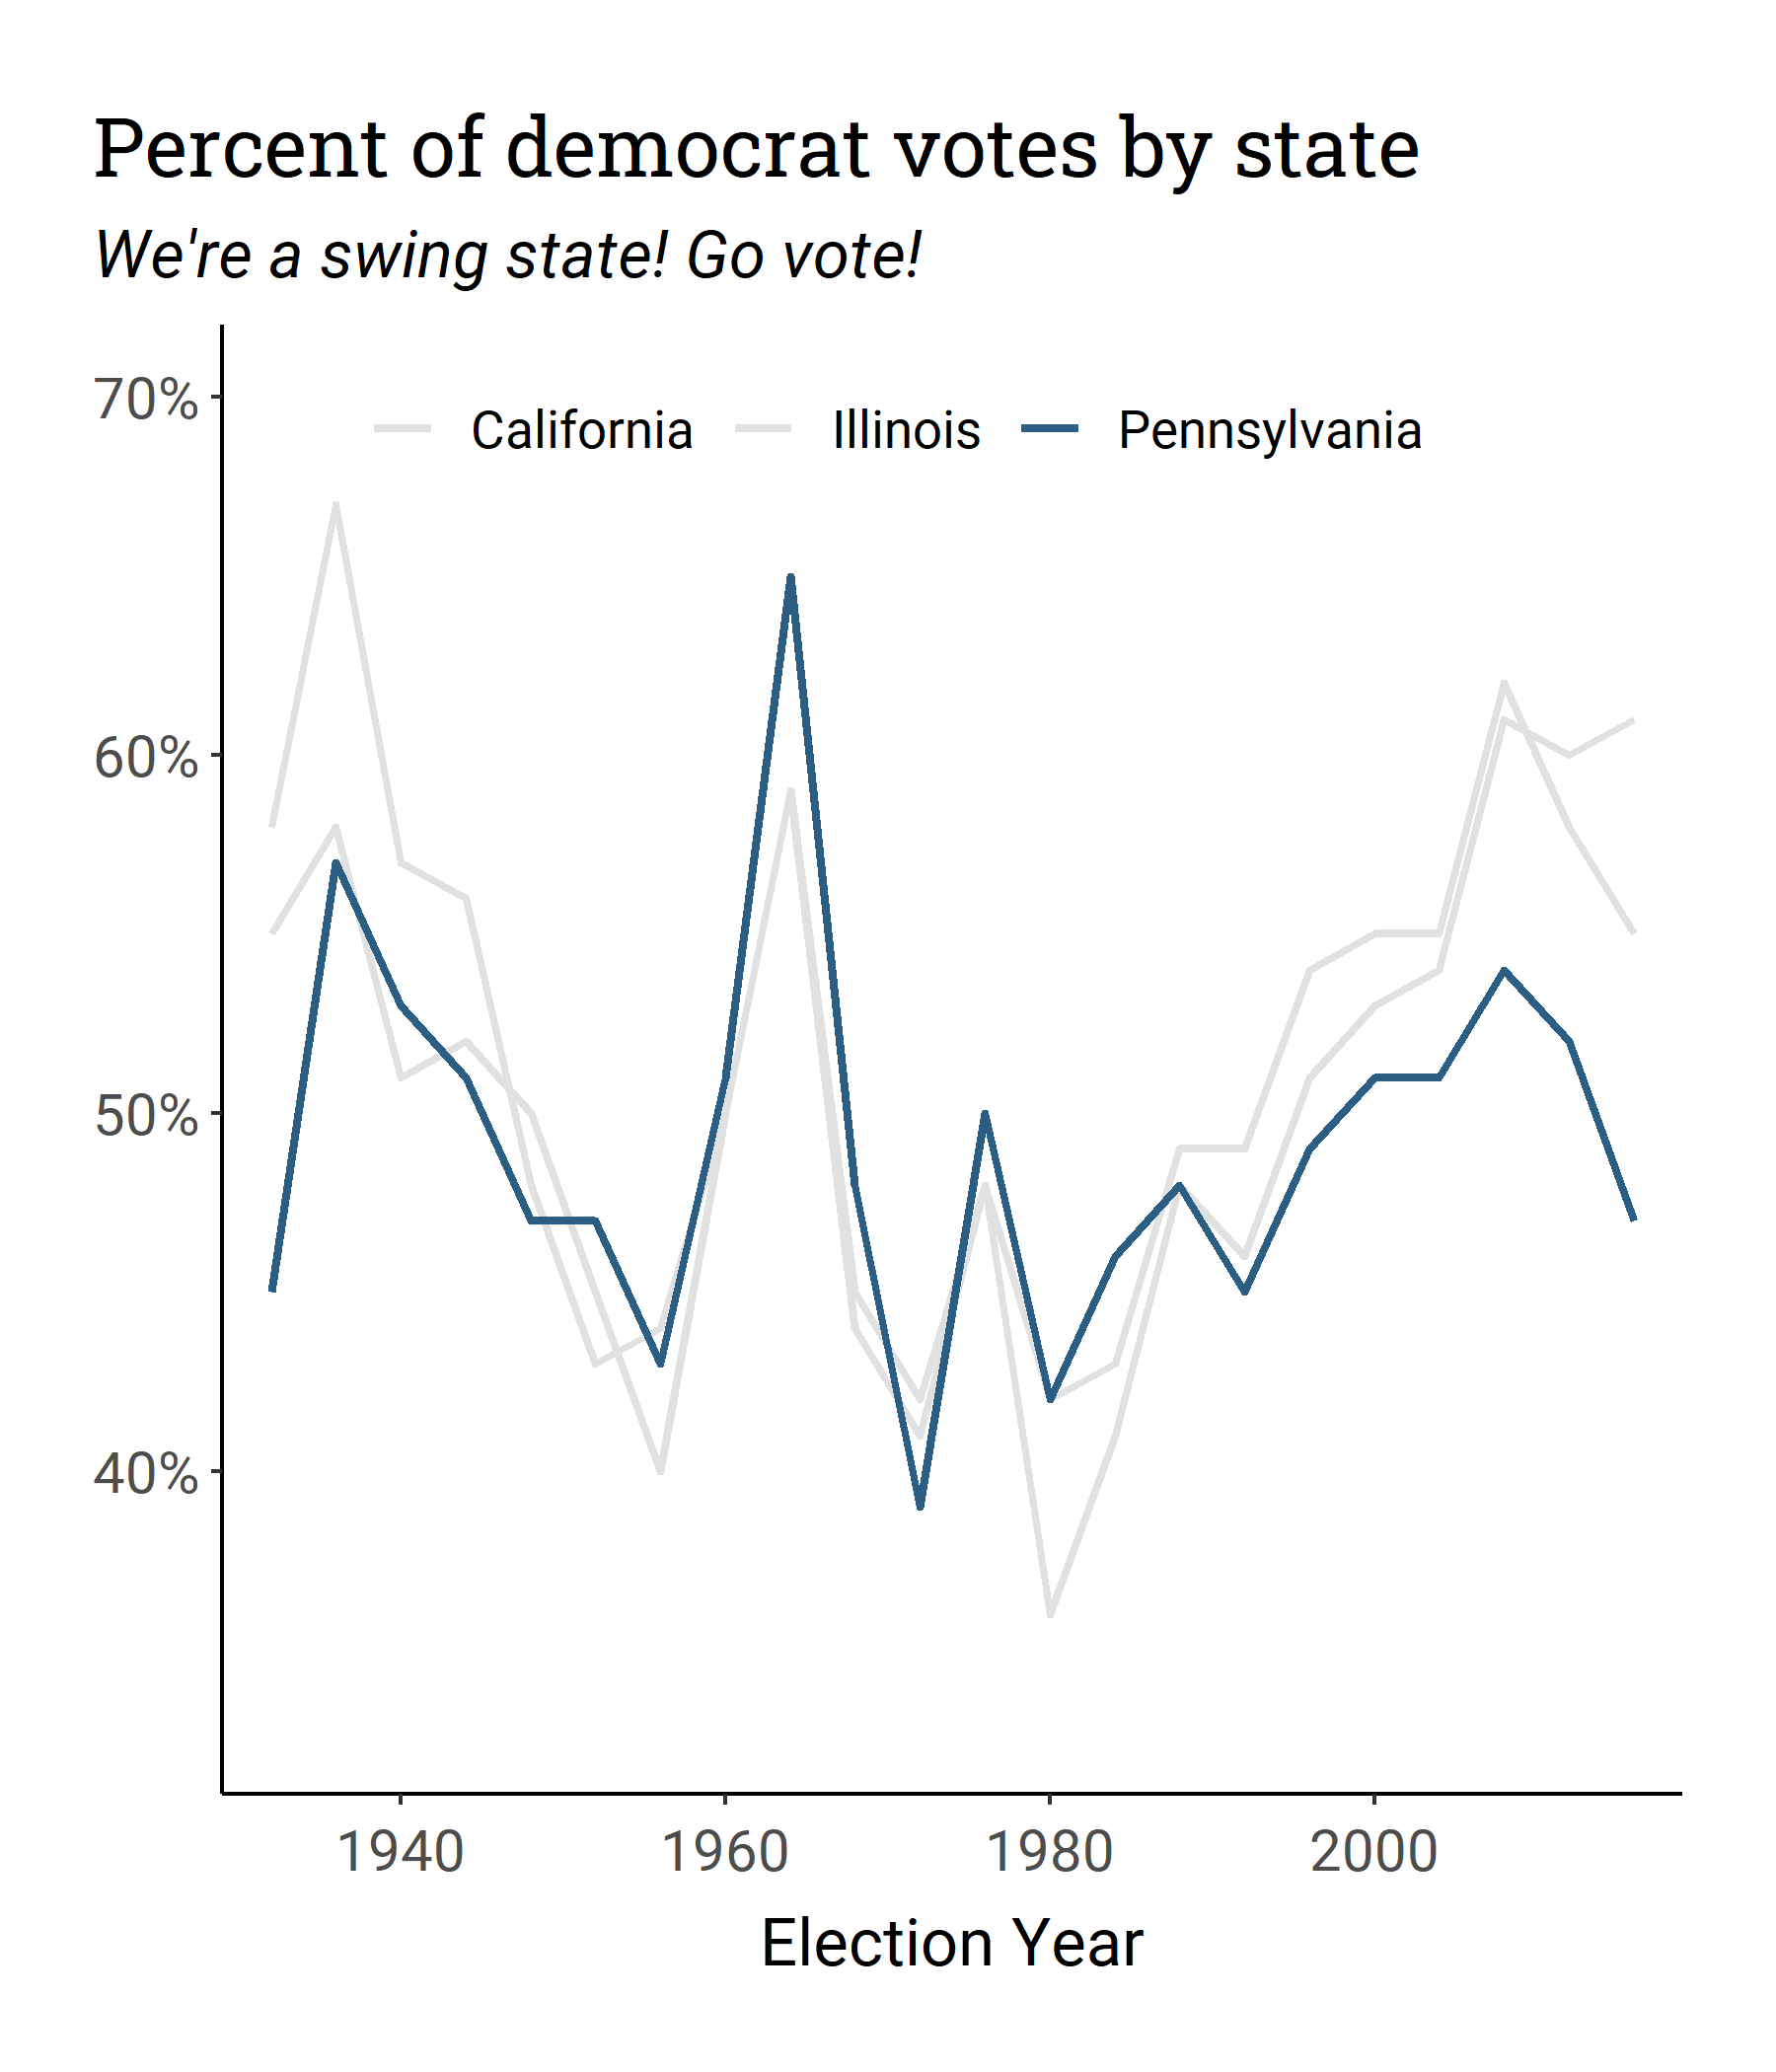 Percent of democrat votes by state
We're a swing state! Go vote!
70%
California Illinois Pennsylvania
60%
50%
40%
1940 1960 1980 2000
Election Year